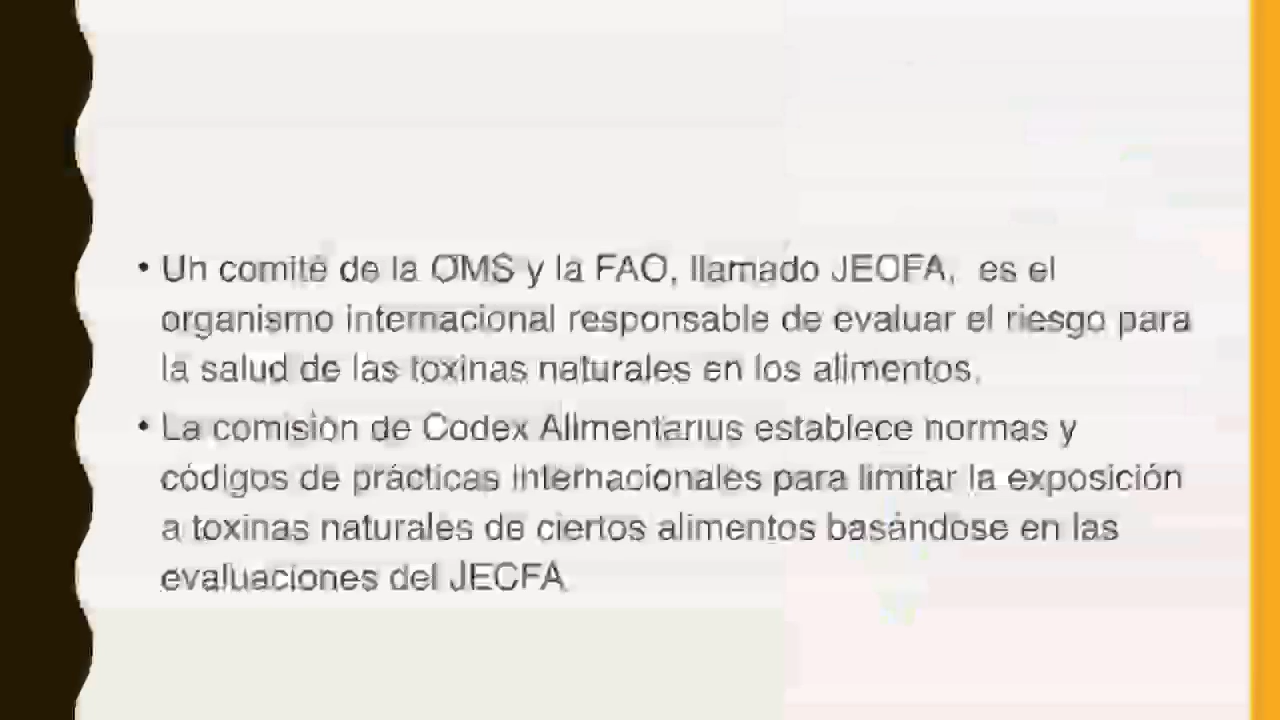 • Un comité de la OMS y la FAO, llamado JECFA, es el
organismo internacional responsable de evaluar el riesgo para
la salud de las toxinas naturales en los alimentos.
• La comisión de Codex Alimentarius establece normas y
códigos de prácticas internacionales para limitar la exposición
a toxinas naturales de ciertos alimentos basándose en las
evaluaciones del JECFA